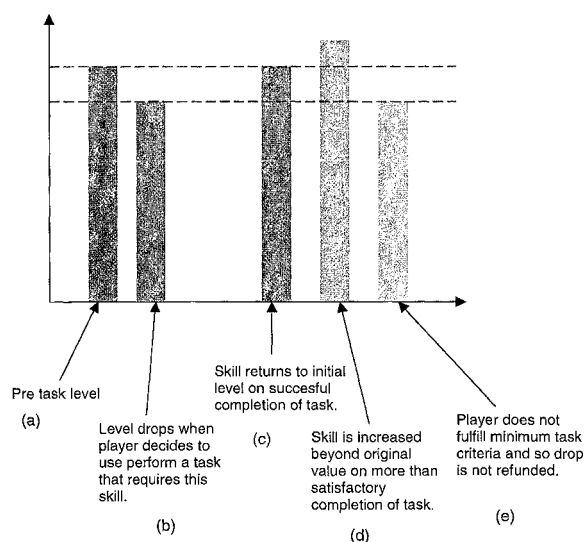 Pre task level
(a)
Level drops when
player decides to
use perform a task
that requires this
skill.
(b)
Skill returns to initial
level on succesful
completion of task.
(c)
Skill is increased
beyond original
value on more than
satisfactory
completion of task.
(d)
Player does not
fulfill minimum task
criteria and so drop
is not refunded.
(e)